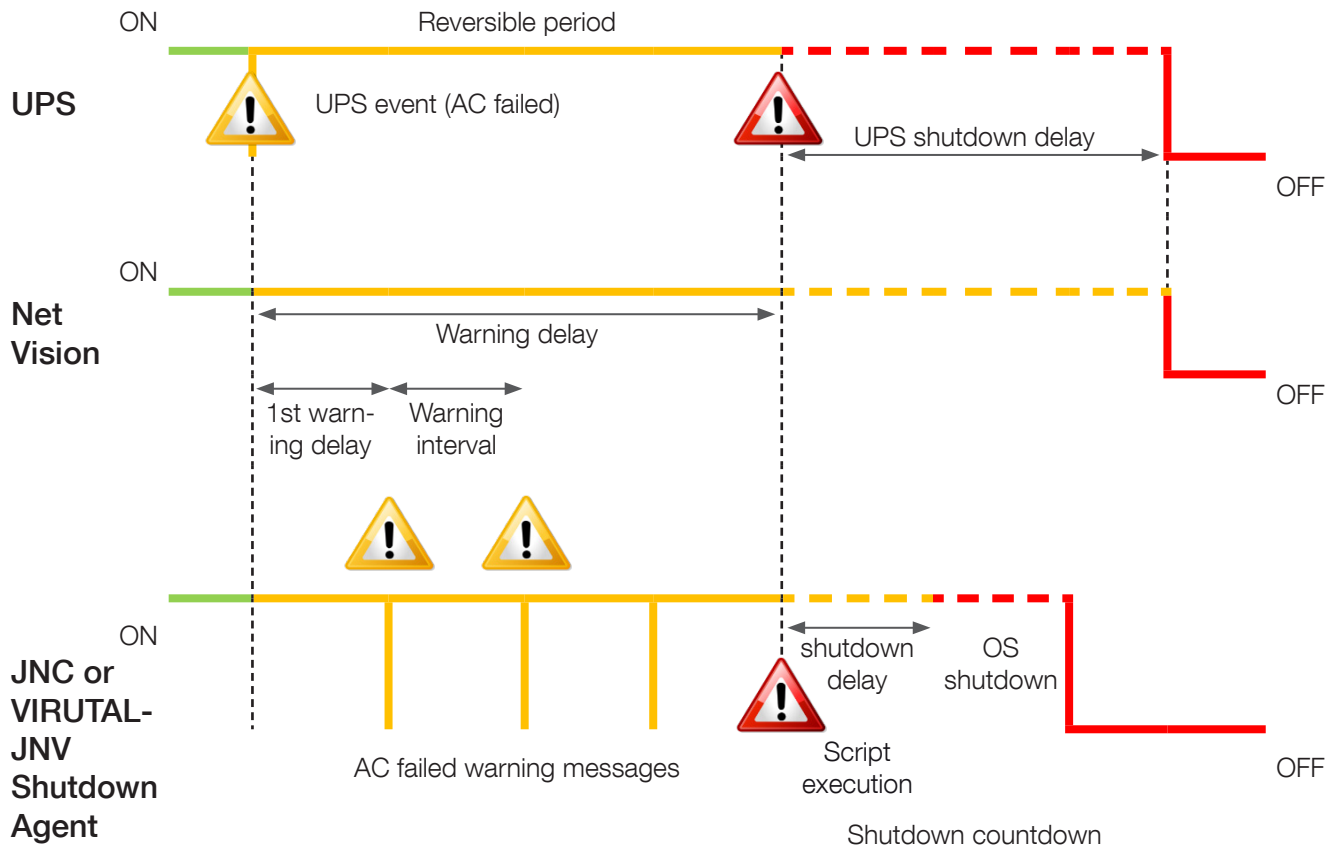 ON
Reversible period
UPS
UPS event (AC failed)
UPS shutdown delay
OFF
ON
Net
Vision
Warning delay
OFF
1st warn-
ing delay
Warning
interval
ON
JNC or
VIRUTAL-
JNV
Shutdown
Agent
shutdown
delay
OS
shutdown
AC failed warning messages
Script
execution
OFF
Shutdown countdown